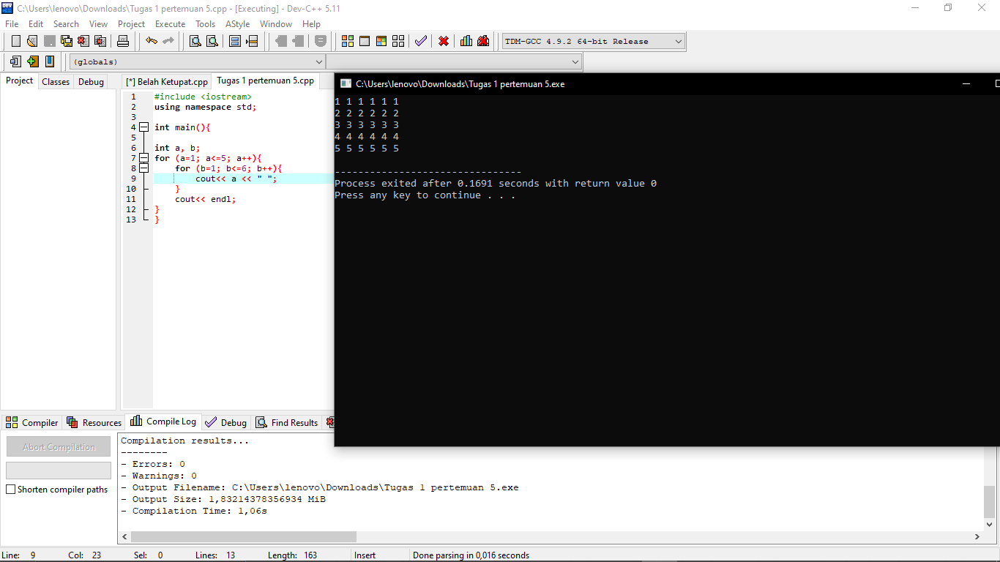 C:\Users\lenovo\Downloads\Tugas 1 pertemuan 5.cpp - [Executing] - Dev-C++ 5.11
File Edit Search View Project Execute Tools AStyle Window Help
TDM-GCC 4.9.2 64-bit Release
(globals)
Project Classes Debug
[*] Belah Ketupat.cpp Tugas 1 pertemuan 5.cpp
1 #include <iostream>
2 using namespace std;
3
4 int main(){
5
6 int a, b;
7 for (a=1; a<=5; a++){
8 for (b=1; b<=6; b++){
9 cout<< a << " ";
10 }
11 cout<< endl;
12 }
13 }
C:\Users\lenovo\Downloads\Tugas 1 pertemuan 5.exe
1 1 1 1 1 1
2 2 2 2 2 2
3 3 3 3 3 3
4 4 4 4 4 4
5 5 5 5 5 5
--------------------------------
Process exited after 0.1691 seconds with return value 0
Press any key to continue . . .
Compiler Resources Compile Log Debug Find Results
Abort Compilation
Shorten compiler paths
Compilation results...
--------
- Errors: 0
- Warnings: 0
- Output Filename: C:\Users\lenovo\Downloads\Tugas 1 pertemuan 5.exe
- Output Size: 1,83214378356934 MiB
- Compilation Time: 1,06s
Line: 9 Col: 23 Sel: 0 Lines: 13 Length: 163 Insert Done parsing in 0,016 seconds